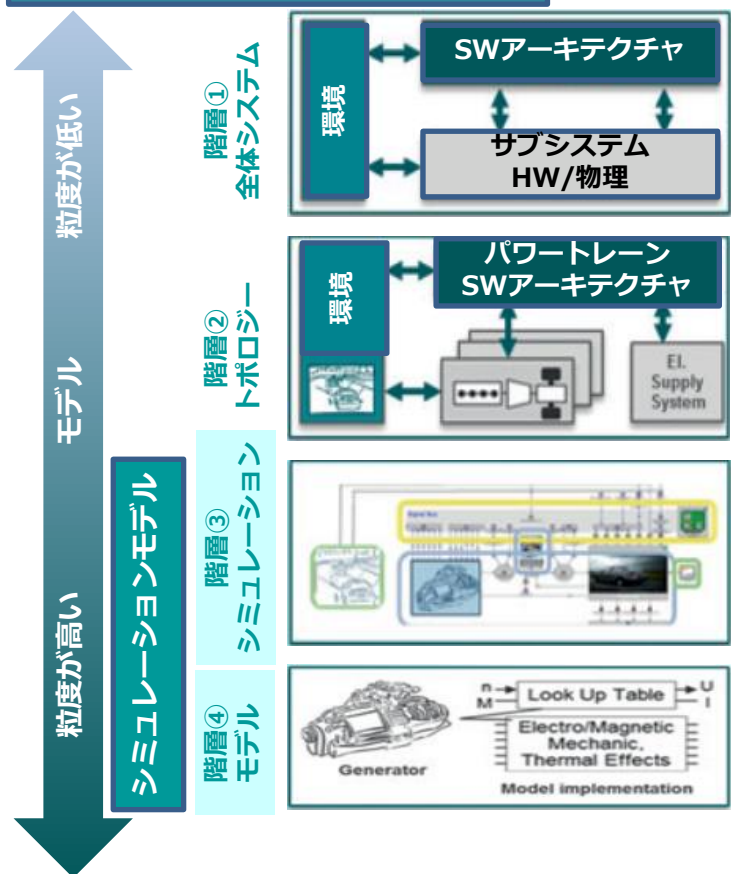 粒度が低い
モデル
粒度が高い
シミュレーションモデル
階層①
全体システム
環境
SWアーキテクチャ
サブシステム
HW/物理
階層②
トポロジー
環境
パワートレーン
SWアーキテクチャ
El.
Supply
System
階層③
シミュレーション
階層④
モデル
Generator
n
M
Look Up Table
U
I
Electro/Magnetic
Mechanic,
Thermal Effects
Model implementation